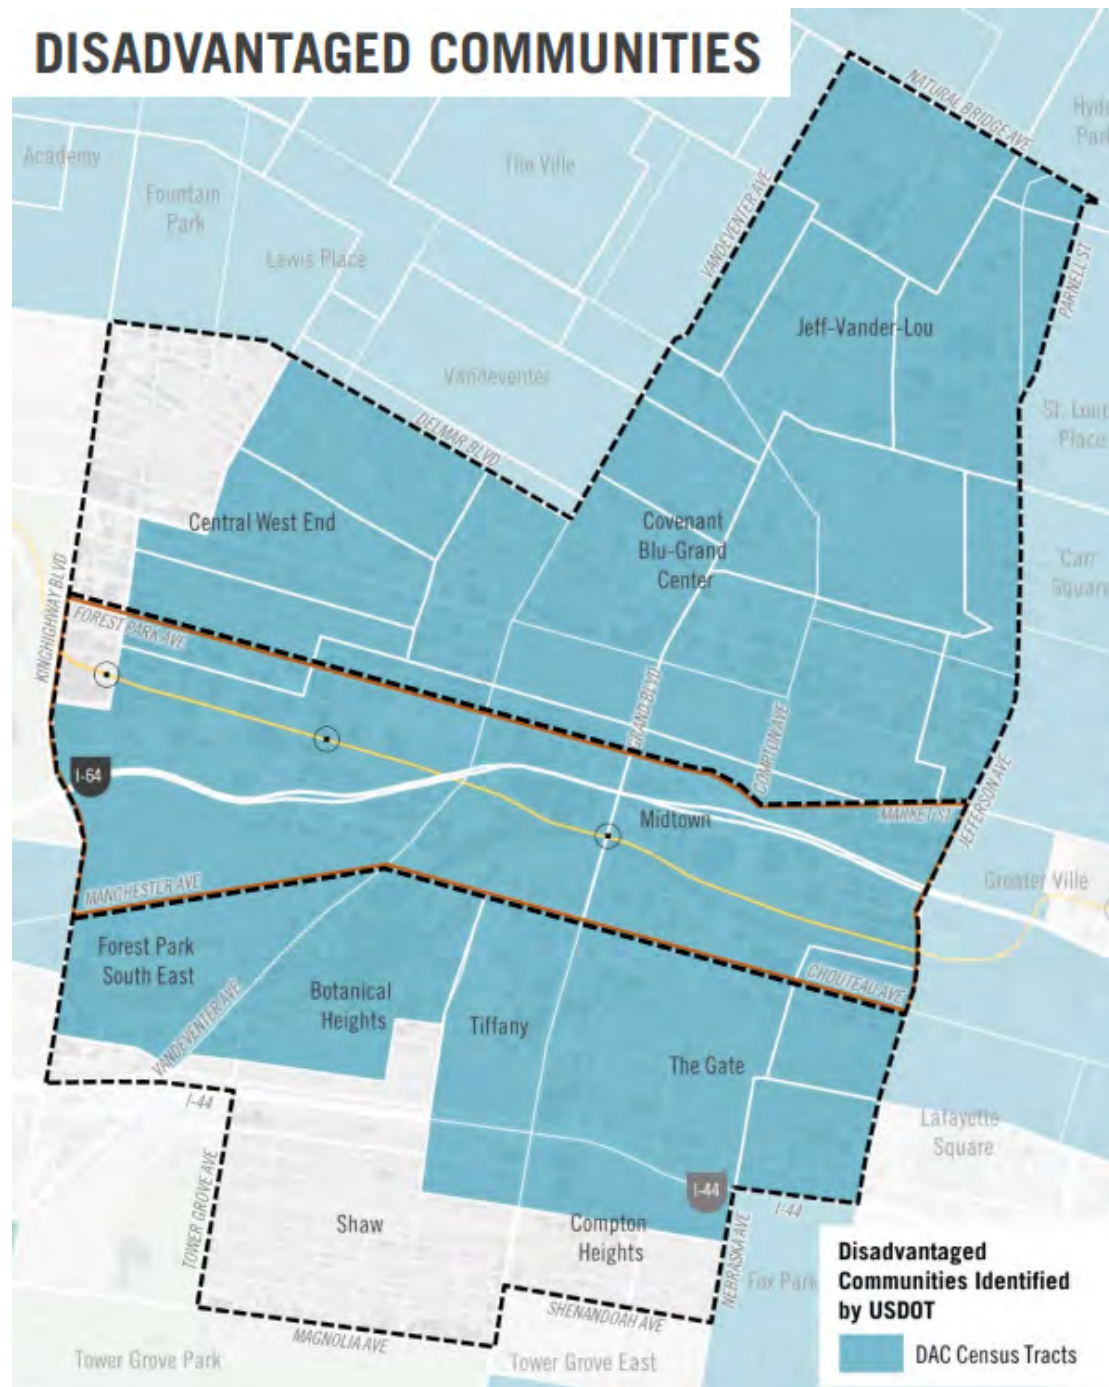 DISADVANTAGED COMMUNITIES
NATURAL BRIDGE AVE
Academy
The Ville
Fountain
Park
VANDEVENTER AVE
Lewis Place
PARNELL ST
Jeff-Vander-Lou
Vandeventer
DELMAR BLVD
Place
Central West End
Covenant
Blu-Grand
Center
Carr
KINGHIGHWAY BLVD
FOREST PARK AVE
GRAND BLVD
COMPTON AVE
I-64
Midtown
MARKET ST
JEFFERSON AVE
Greater Ville
MANCHESTER AVE
Forest Park
South East
CHOUTEAU AVE
Botanical
Heights
Tiffany
VANDEVENTER AVE
The Gate
I-44
Lafayette
Square
TOWER GROVE AVE
I-44
I-44
Shaw
Compton
Heights
NEBRASKA AVE
Fox Park
SHENANDOAH AVE
MAGNOLIA AVE
Tower Grove Park
Tower Grove East
Disadvantaged
Communities Identified
by USDOT
DAC Census Tracts